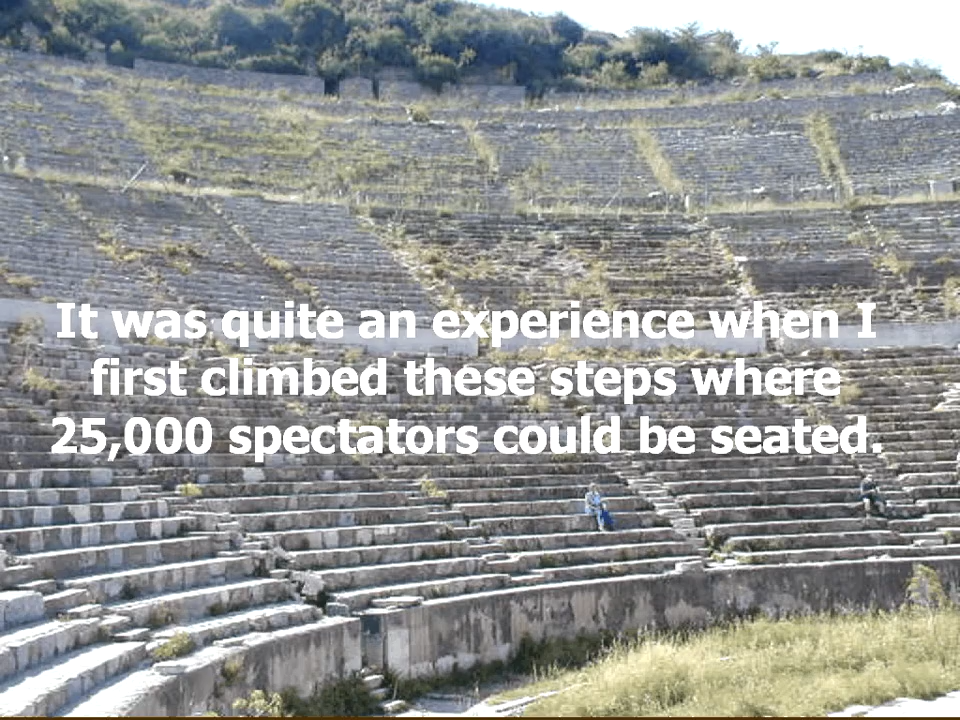 It was quite an experience when I
first climbed these steps where
25,000 spectators could be seated.